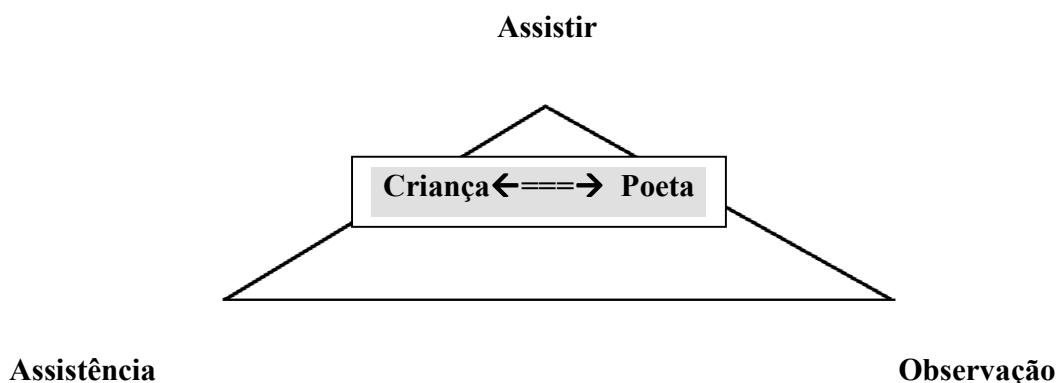 Assistir
Criança🡨===🡪 Poeta
Assistência
Observação